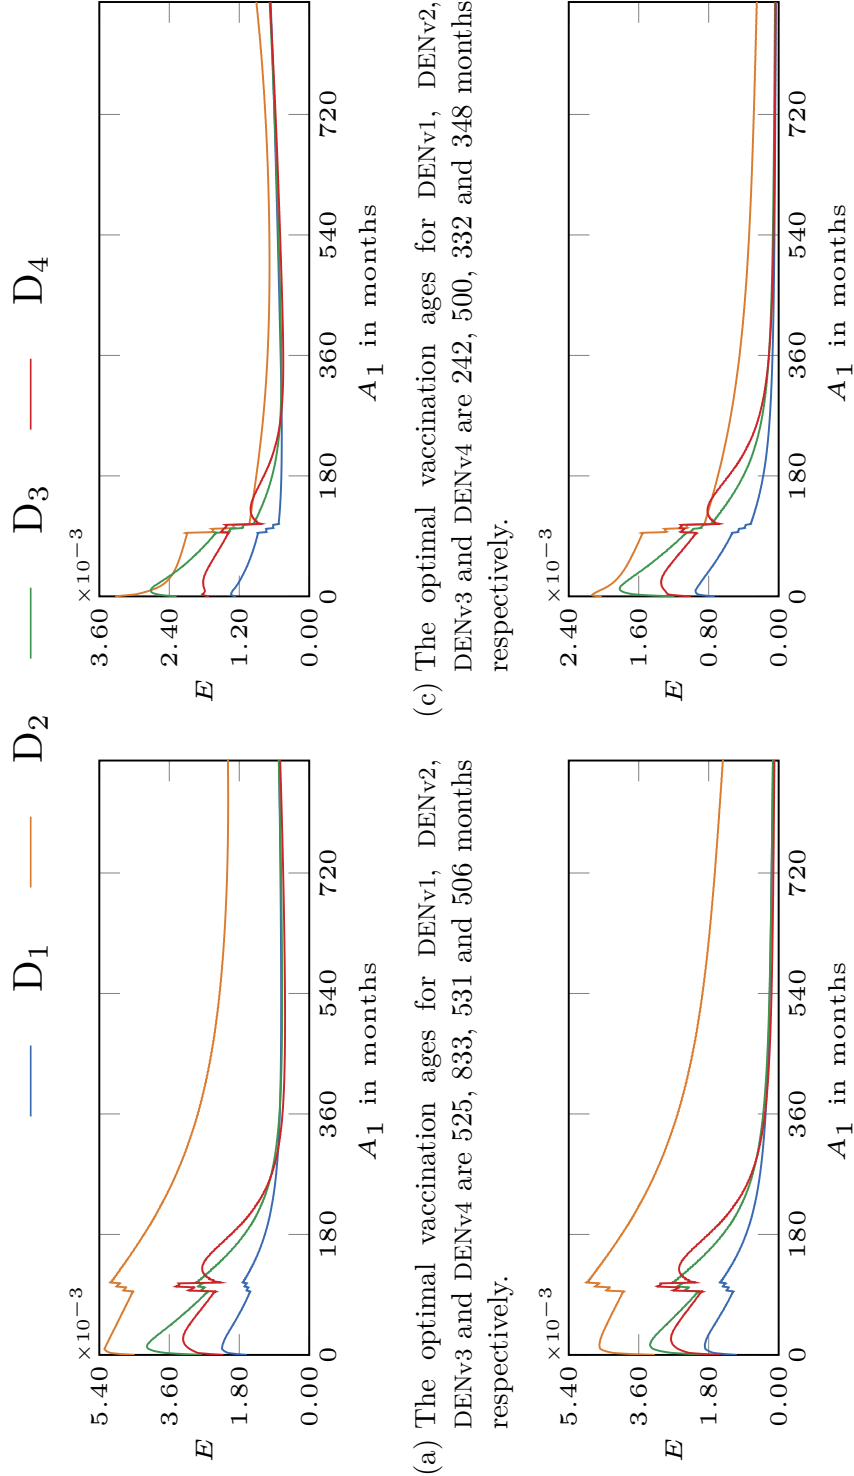 D1 D2 D3 D4
×10−3
5.40
3.60
1.80
0.00
E
0 180 360 540 720
A1 in months
(a) The optimal vaccination ages for DENv1, DENv2,
DENv3 and DENv4 are 525, 833, 531 and 506 months
respectively.
×10−3
3.60
2.40
1.20
0.00
E
0 180 360 540 720
A1 in months
(c) The optimal vaccination ages for DENv1, DENv2,
DENv3 and DENv4 are 242, 500, 332 and 348 months
respectively.
×10−3
5.40
3.60
1.80
0.00
E
0 180 360 540 720
A1 in months
×10−3
2.40
1.60
0.80
0.00
E
0 180 360 540 720
A1 in months